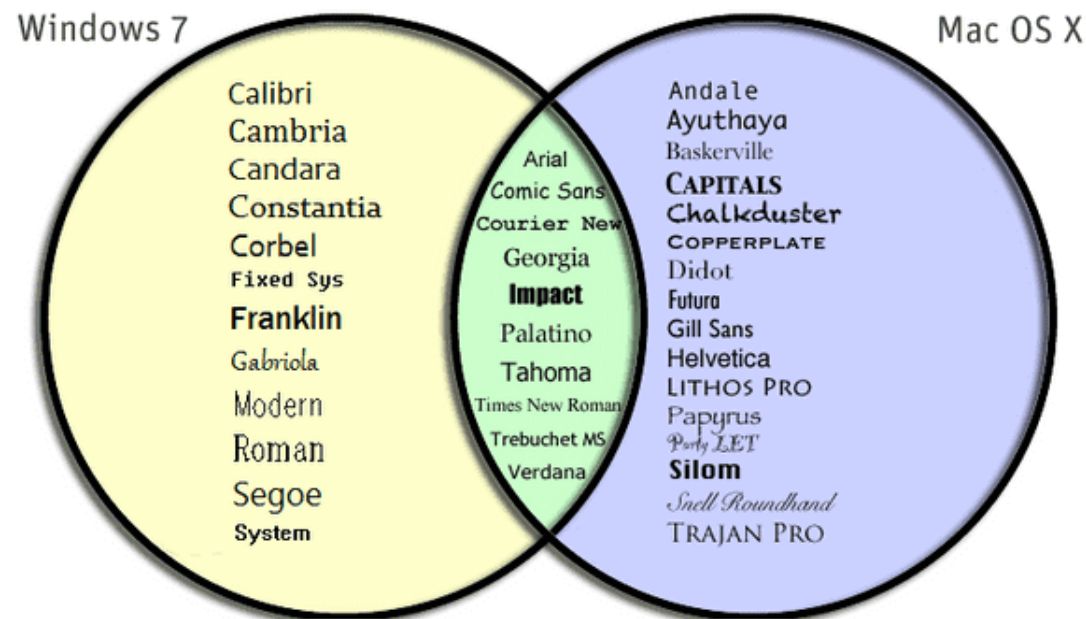 Windows 7
Mac OS X
Calibri
Cambria
Candara
Constantia
Corbel
Fixed Sys
Franklin
Gabriola
Modern
Roman
Segoe
System
Arial
Comic Sans
Courier New
Georgia
Impact
Palatino
Tahoma
Times New Roman
Trebuchet MS
Verdana
Andale
Ayuthaya
Baskerville
CAPITALS
Chalkduster
COPPERPLATE
Didot
Futura
Gill Sans
Helvetica
LITHOS PRO
Papyrus
Party LET
Silom
Snell Roundhand
TRAJAN PRO